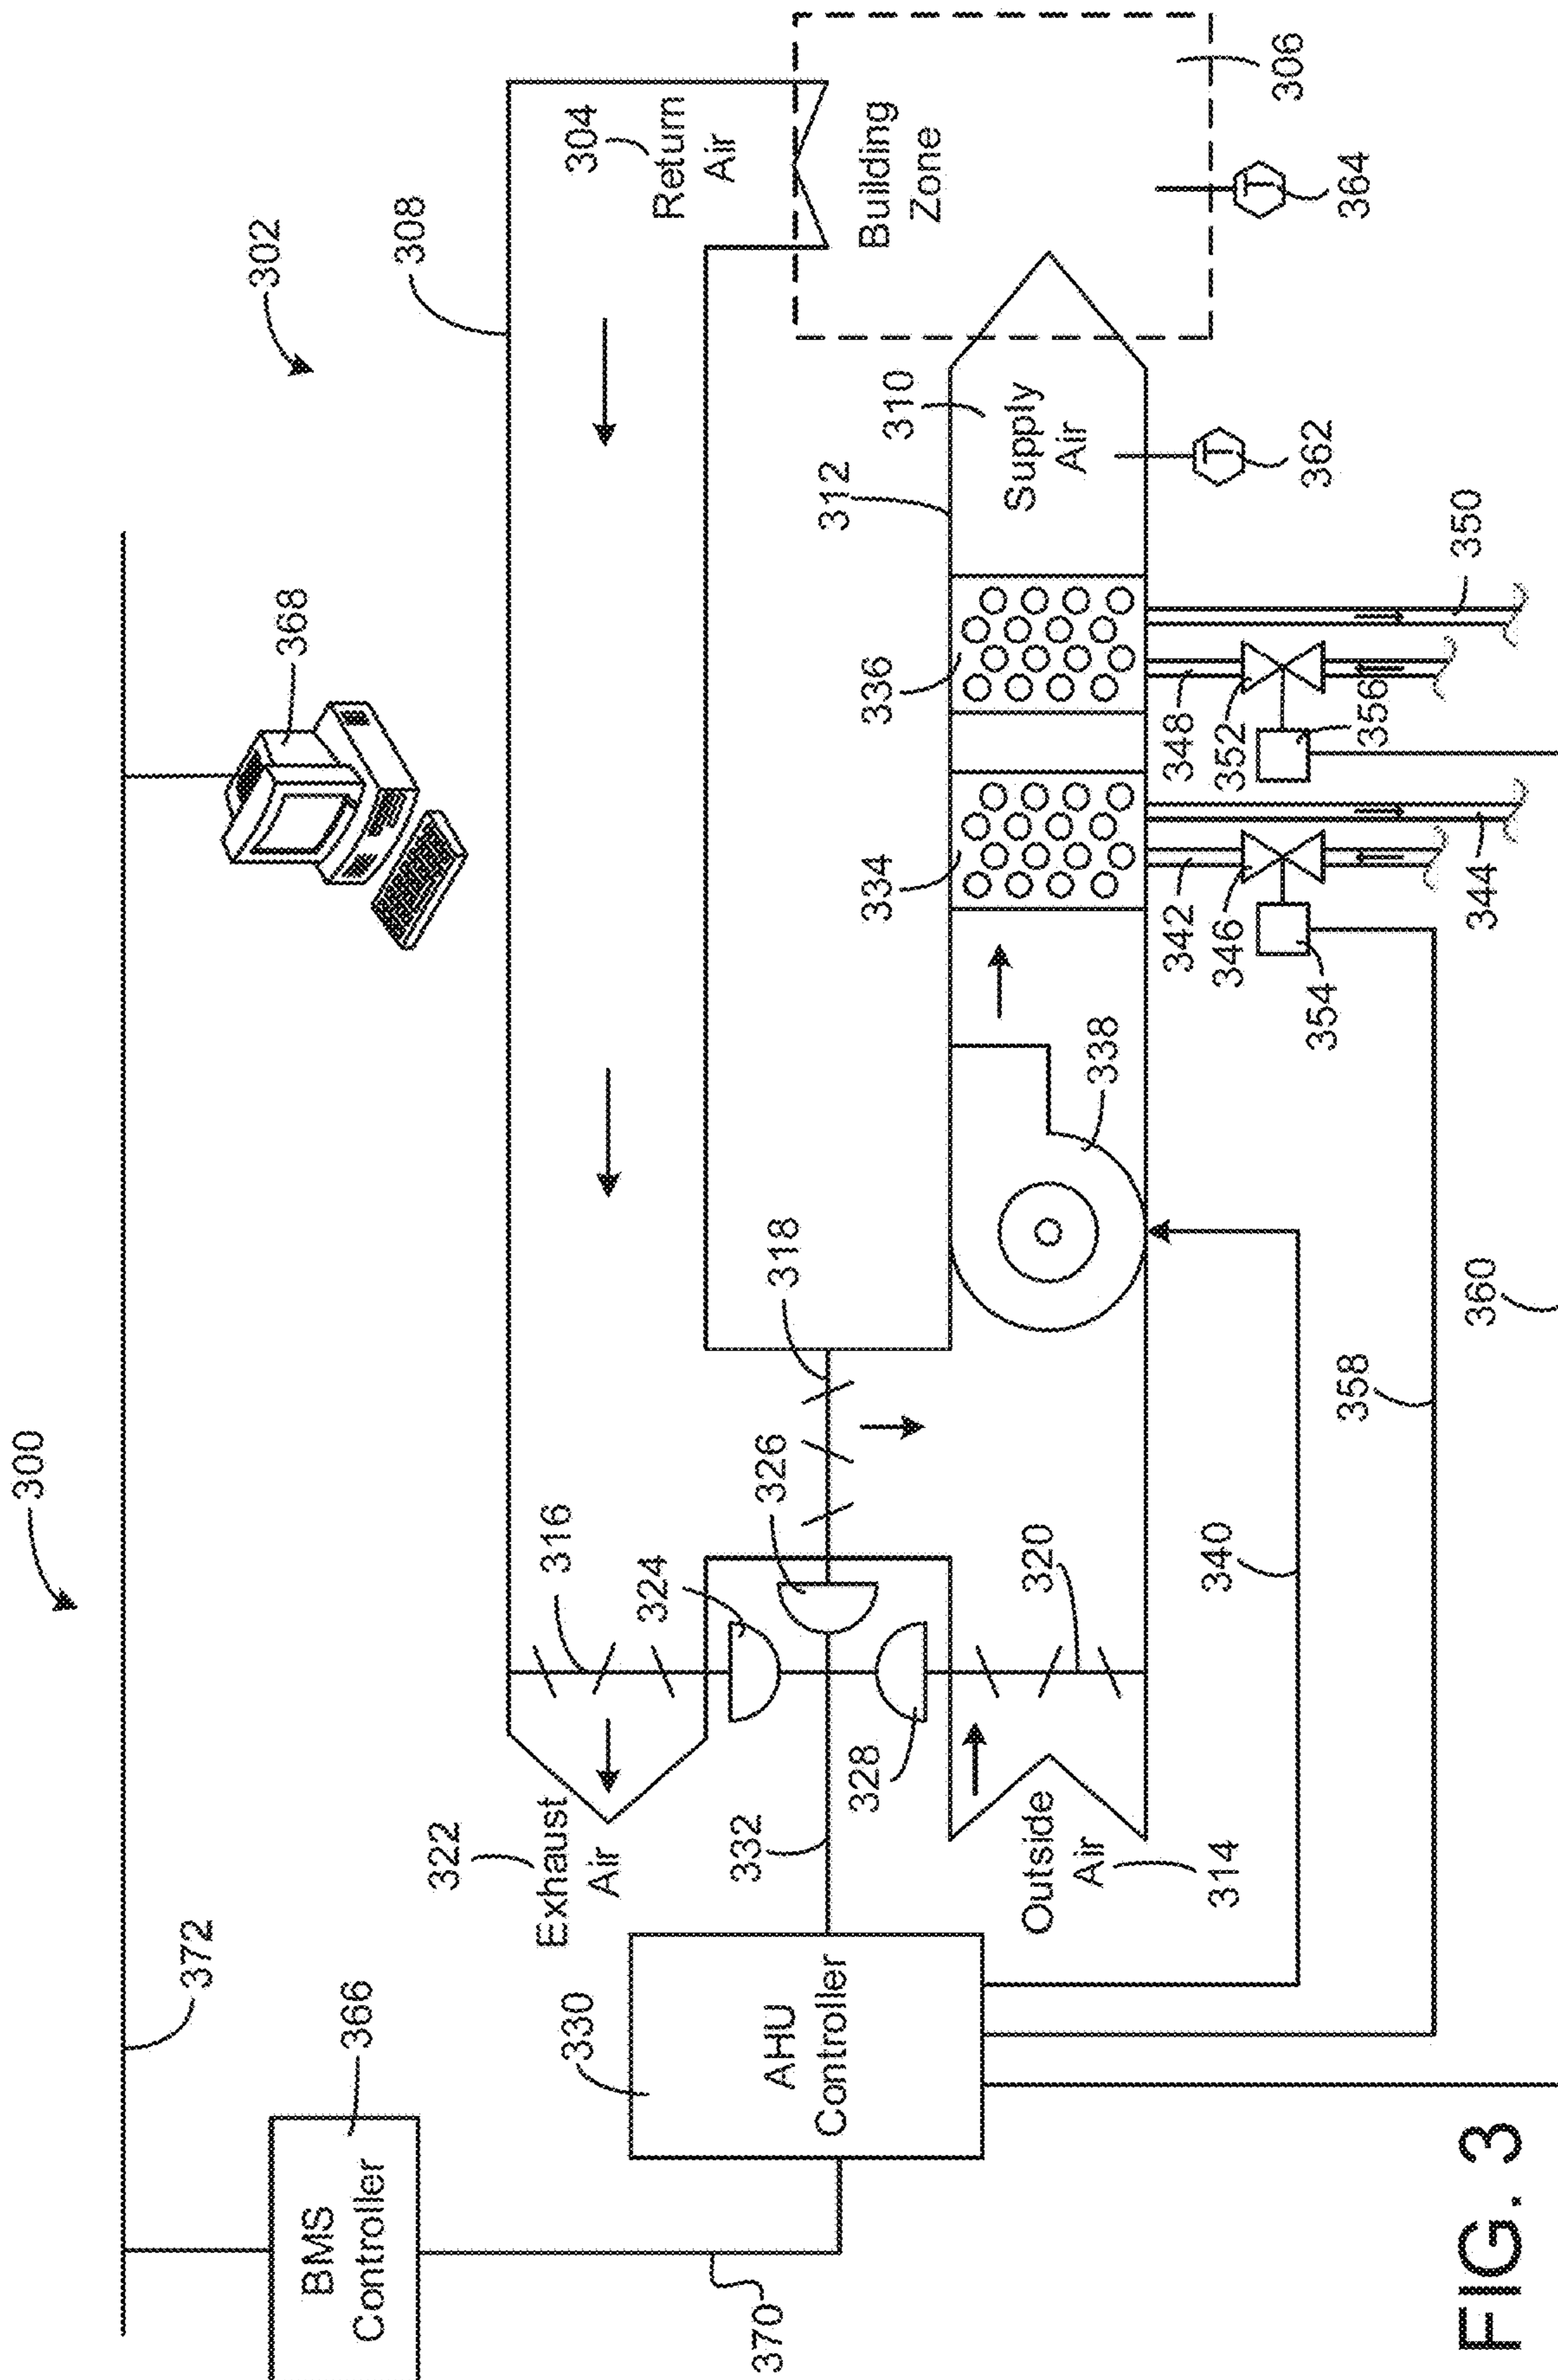 300
372
BMS
Controller
366
370
368
302
308
304
Return
Air
322
Exhaust
Air
316
324
326
318
AHU
Controller
330
332
328
Outside
Air
314
320
340
338
334
336
312
310
Supply
Air
Building
Zone
306
364
362
342
346
354
344
348
352
356
350
358
360
T
T
FIG. 3